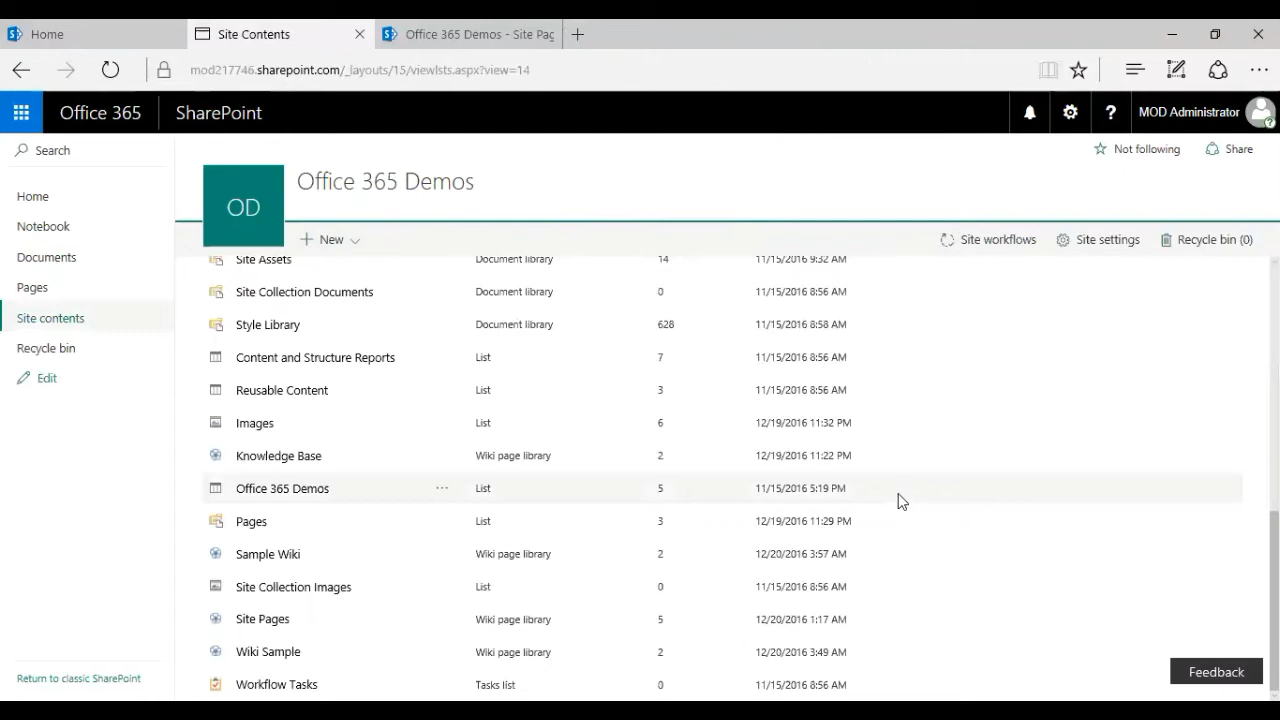 Home
Site Contents
Office 365 Demos - Site Pag
mod217746.sharepoint.com/_layouts/15/viewlsts.aspx?view=14
Office 365
SharePoint
MOD Administrator
Search
Not following
Share
OD
Office 365 Demos
New
Site workflows
Site settings
Recycle bin (0)
Home
Notebook
Documents
Pages
Site contents
Recycle bin
Edit
Return to classic SharePoint
Site Assets Document library 14 11/15/2016 9:32 AM
Site Collection Documents Document library 0 11/15/2016 8:56 AM
Style Library Document library 628 11/15/2016 8:58 AM
Content and Structure Reports List 7 11/15/2016 8:56 AM
Reusable Content List 3 11/15/2016 8:56 AM
Images List 6 12/19/2016 11:32 PM
Knowledge Base Wiki page library 2 12/19/2016 11:22 PM
Office 365 Demos ... List 5 11/15/2016 5:19 PM
Pages List 3 12/19/2016 11:29 PM
Sample Wiki Wiki page library 2 12/20/2016 3:57 AM
Site Collection Images List 0 11/15/2016 8:56 AM
Site Pages Wiki page library 5 12/20/2016 1:17 AM
Wiki Sample Wiki page library 2 12/20/2016 3:49 AM
Workflow Tasks Tasks list 0 11/15/2016 8:56 AM
Feedback